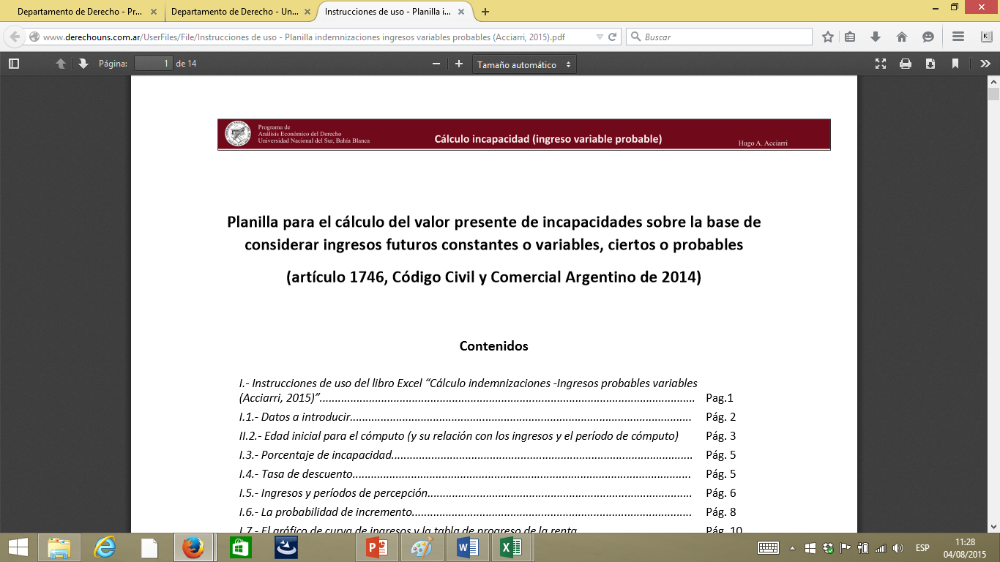 Departamento de Derecho - Pr... × Departamento de Derecho - Un... × Instrucciones de uso - Planilla i... × +
www.derechouns.com.ar/UserFiles/File/Instrucciones de uso - Planilla indemnizaciones ingresos variables probables (Acciarri, 2015).pdf Buscar
Página: 1 de 14 Tamaño automático
Programa de
Análisis Económico del Derecho
Universidad Nacional del Sur, Bahía Blanca
Cálculo incapacidad (ingreso variable probable)
Hugo A. Acciarri
Planilla para el cálculo del valor presente de incapacidades sobre la base de
considerar ingresos futuros constantes o variables, ciertos o probables
(artículo 1746, Código Civil y Comercial Argentino de 2014)
Contenidos
I.- Instrucciones de uso del libro Excel “Cálculo indemnizaciones -Ingresos probables variables
(Acciarri, 2015)”........................................................................................................................ Pag.1
I.1.- Datos a introducir............................................................................................................. Pág. 2
II.2.- Edad inicial para el cómputo (y su relación con los ingresos y el período de cómputo) Pág. 3
I.3.- Porcentaje de incapacidad................................................................................................ Pág. 5
I.4.- Tasa de descuento............................................................................................................ Pág. 5
I.5.- Ingresos y períodos de percepción.................................................................................... Pág. 6
I.6.- La probabilidad de incremento......................................................................................... Pág. 8
I.7.- El gráfico de curva de ingresos y la tabla de progreso de la renta Pág. 10
ESP
11:28
04/08/2015